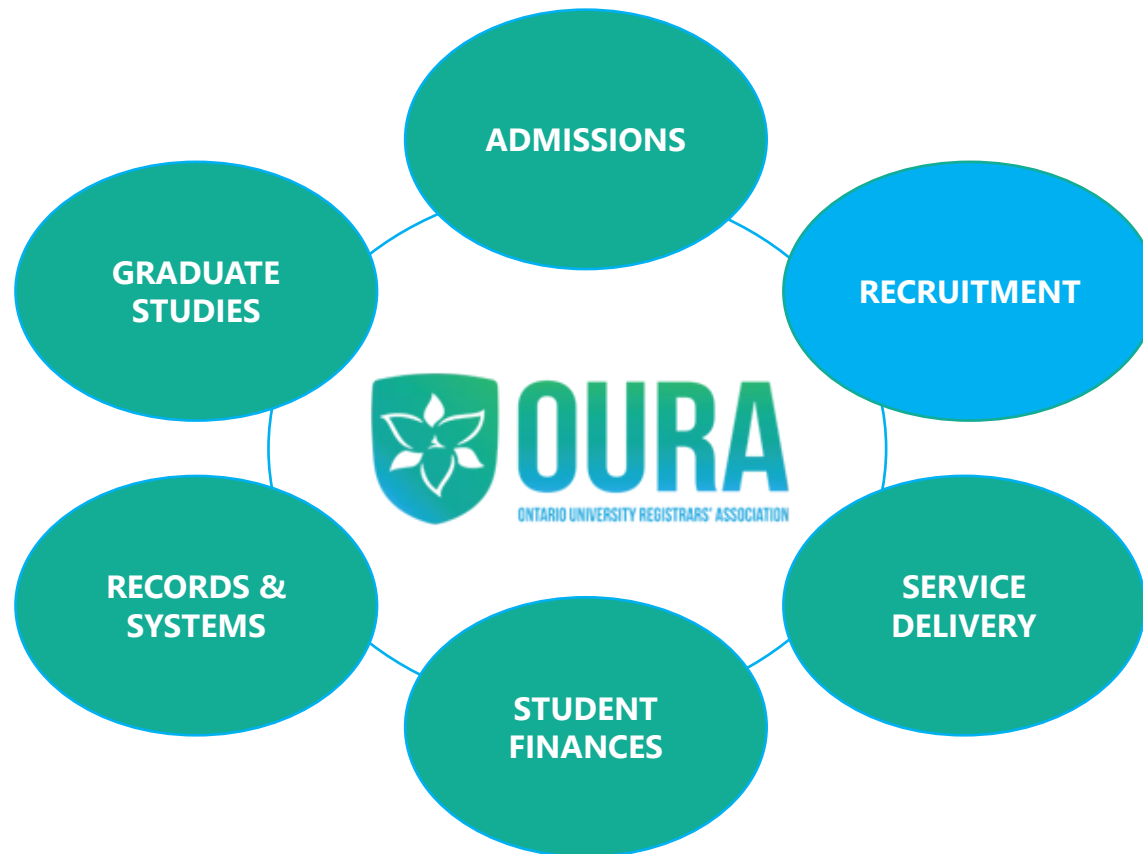 ADMISSIONS
GRADUATE
STUDIES
RECRUITMENT
OURA
ONTARIO UNIVERSITY REGISTRARS' ASSOCIATION
RECORDS &
SYSTEMS
SERVICE
DELIVERY
STUDENT
FINANCES